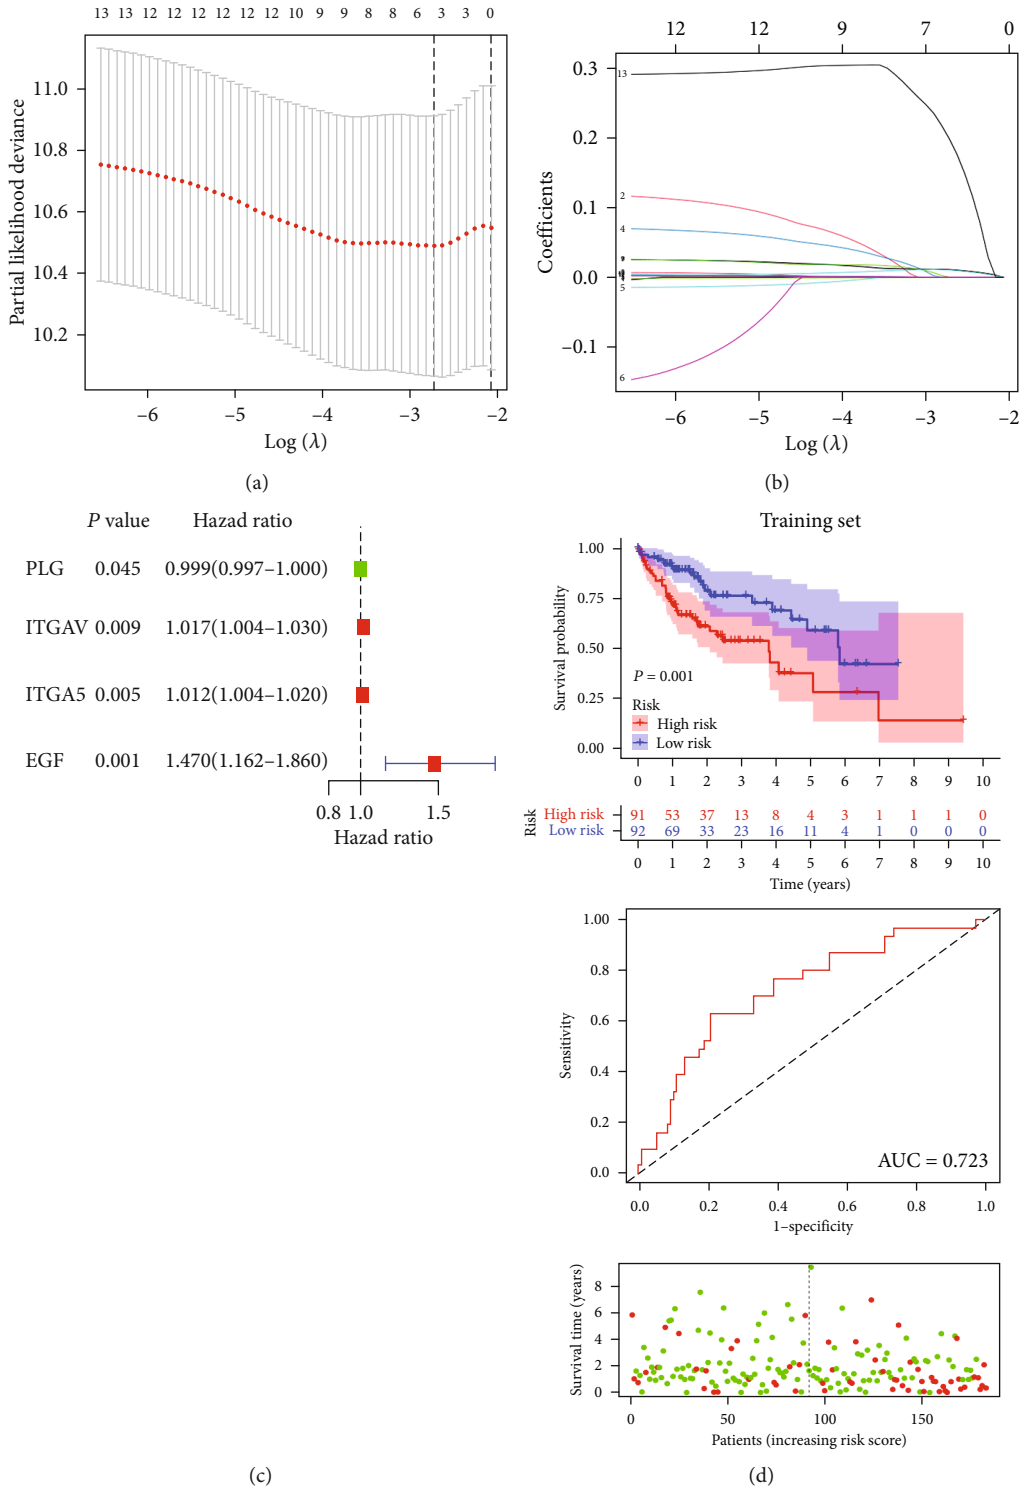 13 13 12 12 12 12 12 10 9 9 8 8 6 3 3 0
Partial likelihood deviance
11.0
10.8
10.6
10.4
10.2
−6 −5 −4 −3 −2
Log (λ)
(a)
12 12 9 7 0
Coefficients
0.3
0.2
0.1
0.0
−0.1
13
2
4
5
6
−6 −5 −4 −3 −2
Log (λ)
(b)
P value Hazad ratio
PLG 0.045 0.999(0.997–1.000)
ITGAV 0.009 1.017(1.004–1.030)
ITGA5 0.005 1.012(1.004–1.020)
EGF 0.001 1.470(1.162–1.860)
0.8 1.0 1.5
Hazad ratio
(c)
Training set
Survival probability
1.00
0.75
0.50
0.25
0.00
P = 0.001
Risk
High risk
Low risk
0 1 2 3 4 5 6 7 8 9 10
Risk
High risk 91 53 37 13 8 4 3 1 1 1 0
Low risk 92 69 33 23 16 11 4 1 0 0 0
0 1 2 3 4 5 6 7 8 9 10
Time (years)
Sensitivity
1.00
0.8
0.6
0.4
0.2
0.0
AUC = 0.723
0.0 0.2 0.4 0.6 0.8 1.0
1–specificity
Survival time (years)
8
6
4
2
0
0 50 100 150
Patients (increasing risk score)
(d)